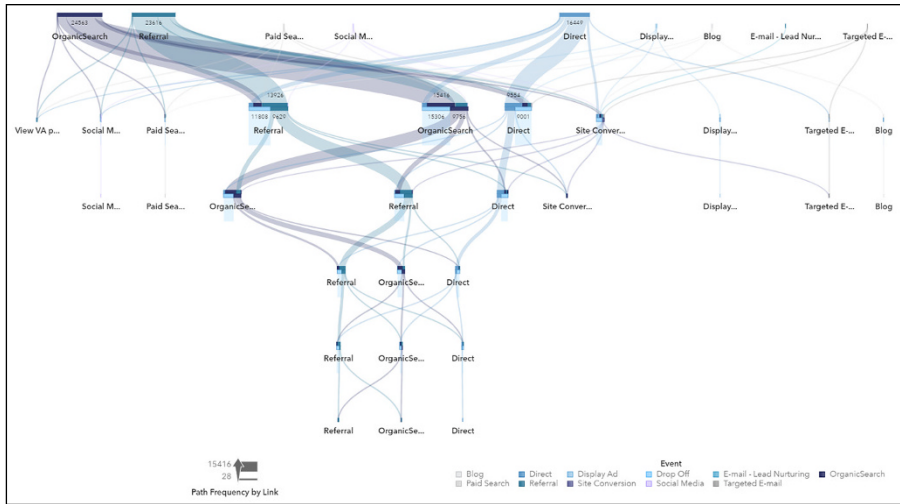 24563 23616 16449
OrganicSearch Referral Paid Sea... Social M... Direct Display... Blog E-mail - Lead Nur... Targeted E-...
13926 15416 9554
11808 9629 15306 9756 9001
View VA p... Social M... Paid Sea... Referral OrganicSearch Direct Site Conver... Display... Targeted E-... Blog
Social M... Paid Sea... OrganicSe... Referral Direct Site Conver... Display... Targeted E-... Blog
Referral OrganicSe... Direct
Referral OrganicSe... Direct
Referral OrganicSe... Direct
15416
28
Path Frequency by Link
Event
Blog Direct Display Ad Drop Off E-mail - Lead Nurturing OrganicSearch
Paid Search Referral Site Conversion Social Media Targeted E-mail